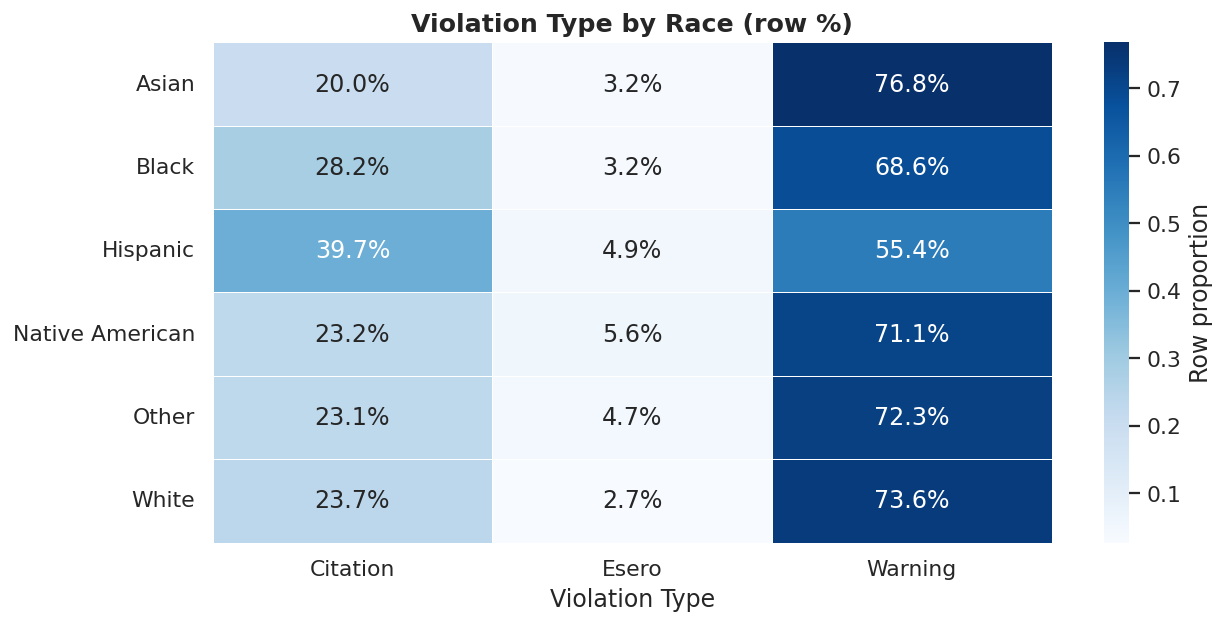 Violation Type by Race (row %)
Asian 20.0% 3.2% 76.8%
Black 28.2% 3.2% 68.6%
Hispanic 39.7% 4.9% 55.4%
Native American 23.2% 5.6% 71.1%
Other 23.1% 4.7% 72.3%
White 23.7% 2.7% 73.6%
Citation Esero Warning
Violation Type
0.7
0.6
0.5
0.4
0.3
0.2
0.1
Row proportion